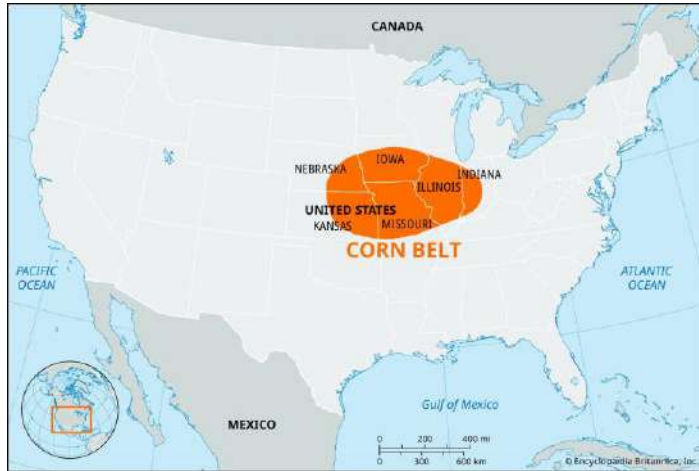 CANADA
NEBRASKA
IOWA
INDIANA
ILLINOIS
UNITED STATES
KANSAS
MISSOURI
CORN BELT
PACIFIC
OCEAN
ATLANTIC
OCEAN
Gulf of Mexico
MEXICO
0 200 400 mi
0 300 600 km
© Encyclopædia Britannica, Inc.